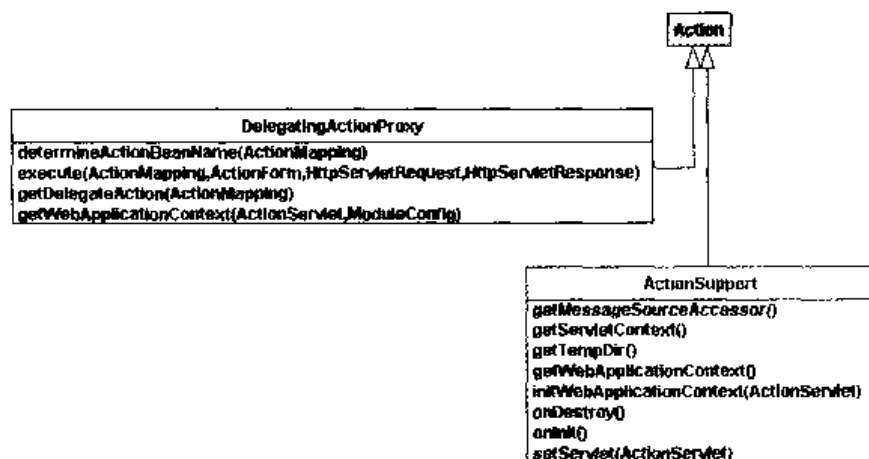 Action
DelegatingActionProxy
determineActionBeanName(ActionMapping)
execute(ActionMapping,ActionForm,HttpServletRequest,HttpServletResponse)
getDelegateAction(ActionMapping)
getWebApplicationContext(ActionServlet,ModuleConfig)
ActionSupport
getMessageSourceAccessor()
getServletContext()
getTempDir()
getWebApplicationContext()
initWebApplicationContext(ActionServlet)
onDestroy()
onInit()
setServlet(ActionServlet)